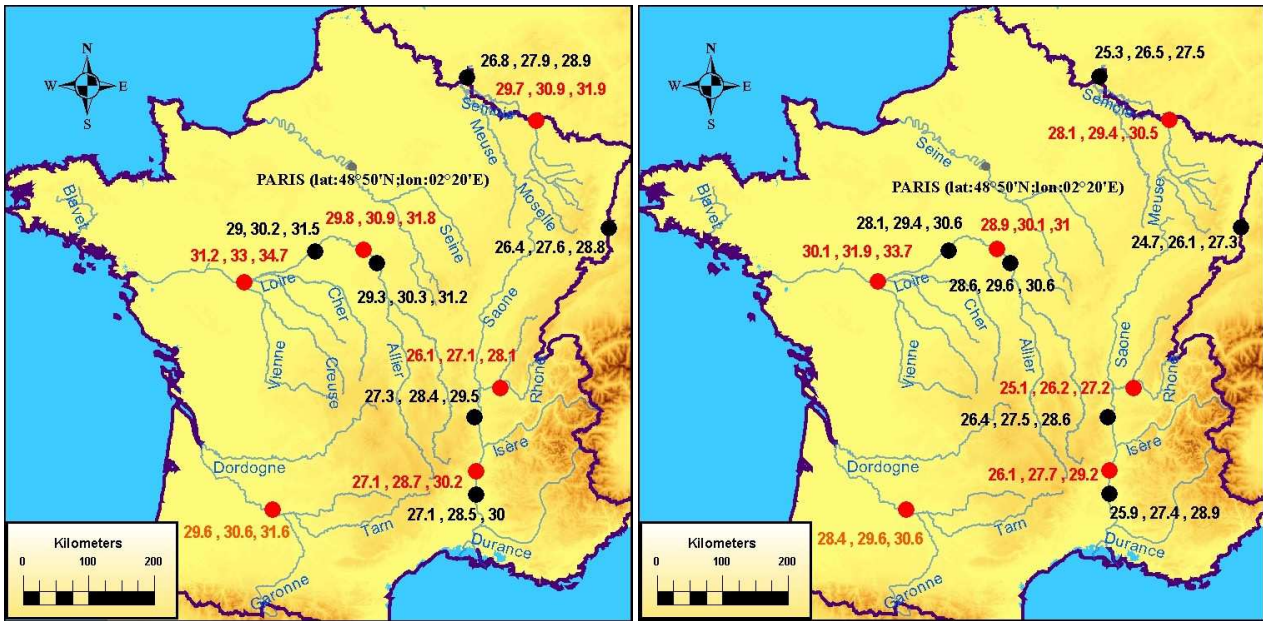 26.8 , 27.9 , 28.9
N
W E
S
29.7 , 30.9 , 31.9
Semois
Meuse
PARIS (lat:48°50'N;lon:02°20'E)
Moselle
Blavet
29.8 , 30.9 , 31.8
29, 30.2 , 31.5
Seine
26.4 , 27.6 , 28.8
31.2 , 33 , 34.7
Loire
29.3 , 30.3 , 31.2
Cher
Saone
Vienne
Creuse
Allier
26.1 , 27.1 , 28.1
Rhone
27.3 , 28.4 , 29.5
Isère
Dordogne
27.1 , 28.7 , 30.2
27.1 , 28.5 , 30
29.6 , 30.6, 31.6
Tarn
Durance
Garonne
Kilometers
0 100 200
25.3 , 26.5 , 27.5
N
W E
S
Semois
28.1 , 29.4 , 30.5
Seine
PARIS (lat:48°50'N;lon:02°20'E)
Meuse
Blavet
28.1 , 29.4 , 30.6
28.9 , 30.1 , 31
24.7, 26.1 , 27.3
30.1 , 31.9 , 33.7
Loire
28.6, 29.6 , 30.6
Cher
Saone
Vienne
Allier
25.1 , 26.2 , 27.2
Rhone
26.4 , 27.5 , 28.6
Isère
Dordogne
26.1 , 27.7 , 29.2
25.9 , 27.4 , 28.9
28.4 , 29.6, 30.6
Tarn
Durance
Garonne
Kilometers
0 100 200